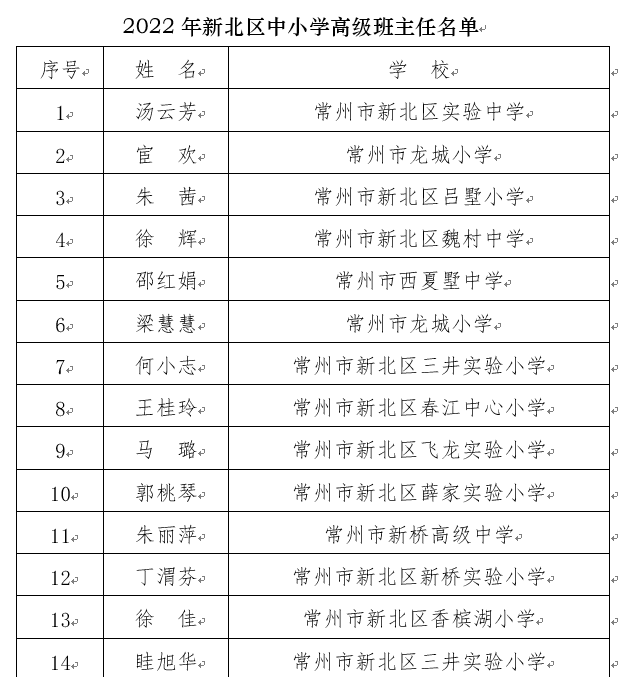 2022年新北区中小学高级班主任名单
序号 姓 名 学 校
1 汤云芳 常州市新北区实验中学
2 宦 欢 常州市龙城小学
3 朱 茜 常州市新北区吕墅小学
4 徐 辉 常州市新北区魏村中学
5 邵红娟 常州市西夏墅中学
6 梁慧慧 常州市龙城小学
7 何小志 常州市新北区三井实验小学
8 王桂玲 常州市新北区春江中心小学
9 马 璐 常州市新北区飞龙实验小学
10 郭桃琴 常州市新北区薛家实验小学
11 朱丽萍 常州市新桥高级中学
12 丁渭芬 常州市新北区新桥实验小学
13 徐 佳 常州市新北区香槟湖小学
14 眭旭华 常州市新北区三井实验小学